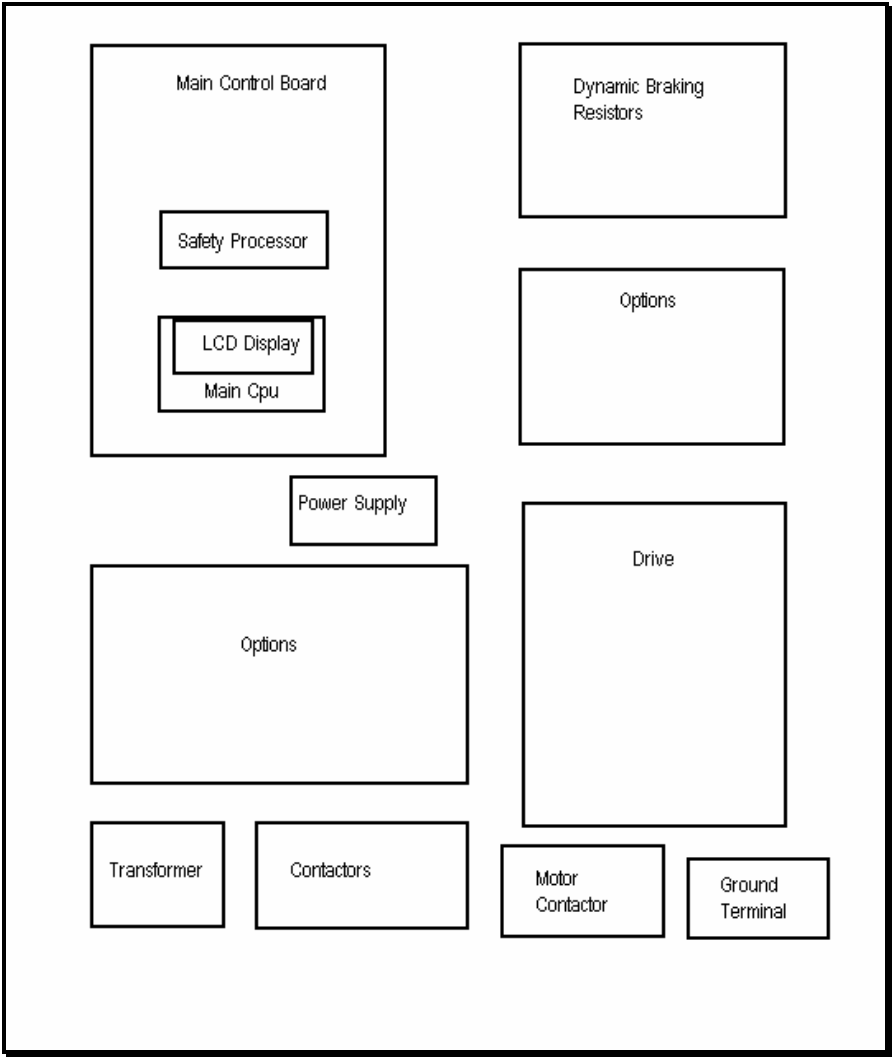 Main Control Board
Safety Processor
LCD Display
Main Cpu
Power Supply
Options
Transformer
Contactors
Dynamic Braking
Resistors
Options
Drive
Motor
Contactor
Ground
Terminal